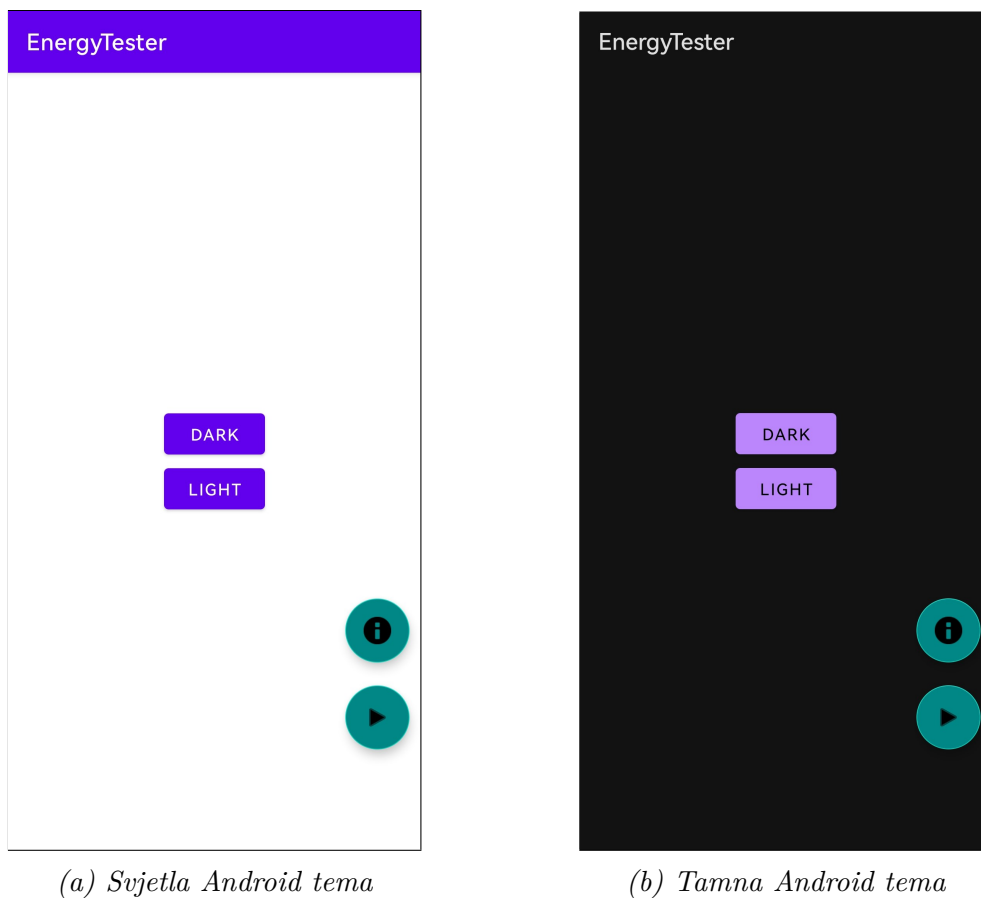 EnergyTester
DARK
LIGHT
(a) Svjetla Android tema
EnergyTester
DARK
LIGHT
(b) Tamna Android tema